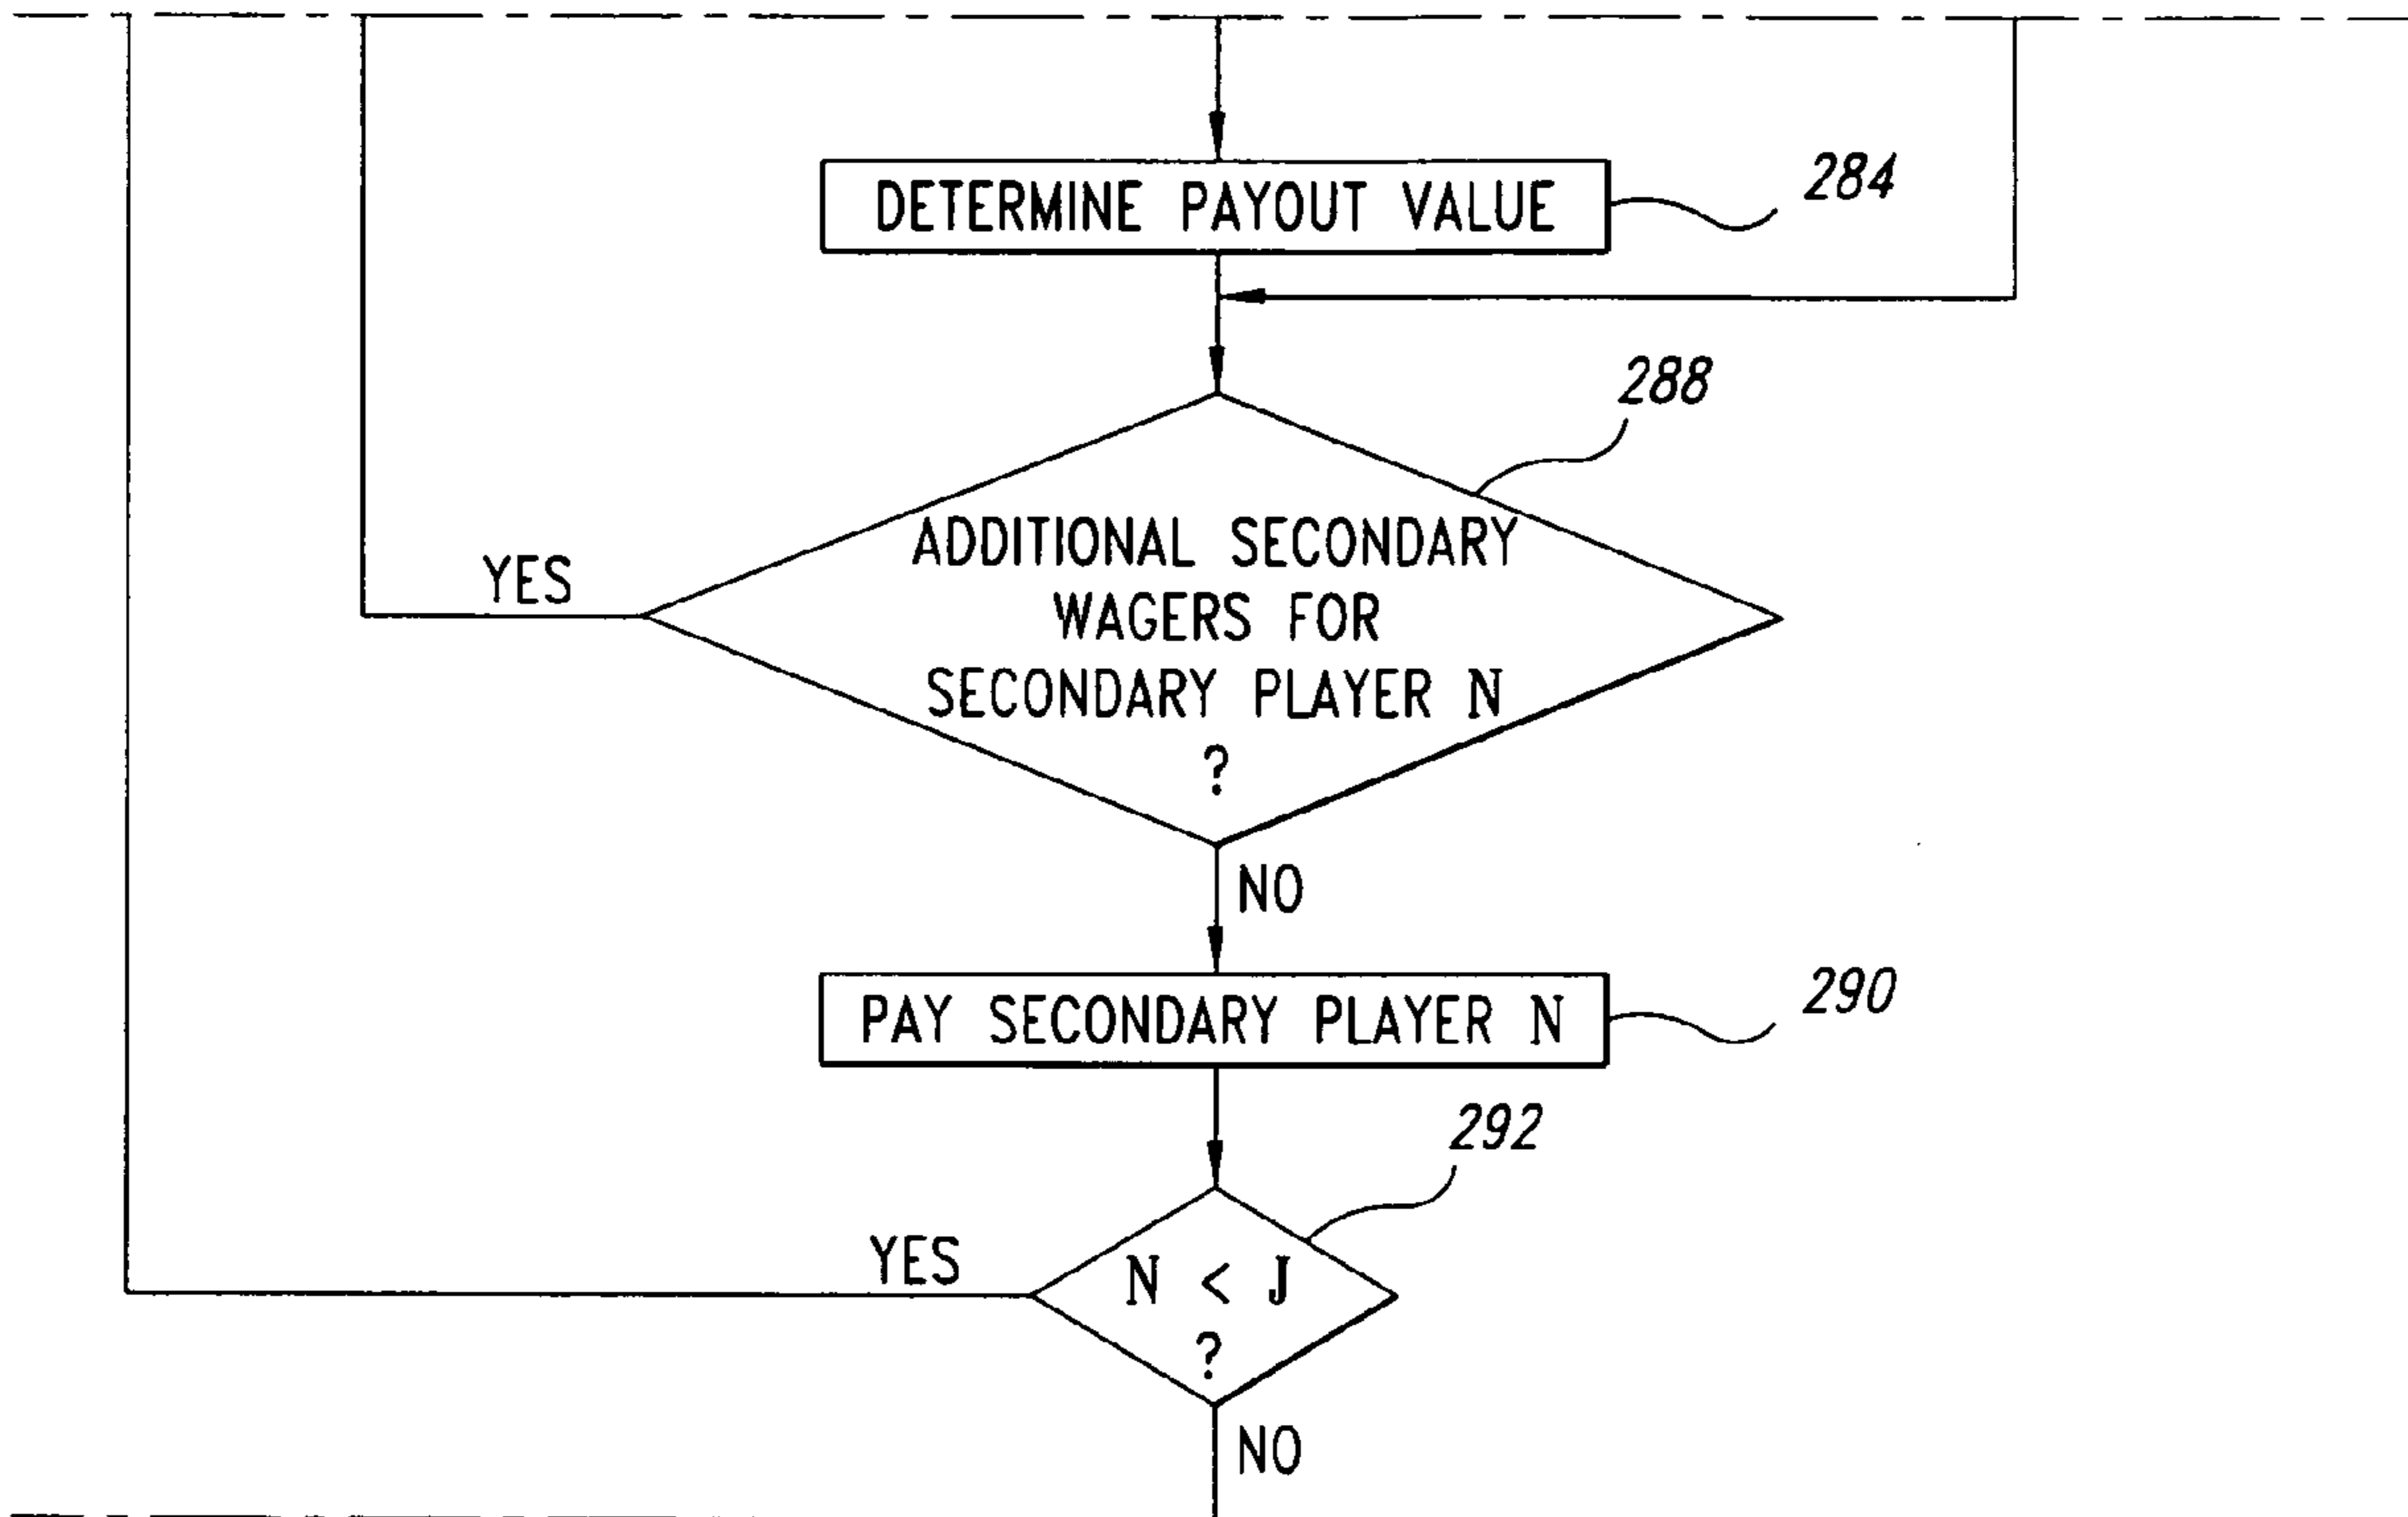 DETERMINE PAYOUT VALUE
284
288
ADDITIONAL SECONDARY
WAGERS FOR
SECONDARY PLAYER N
?
YES
NO
PAY SECONDARY PLAYER N
290
292
YES
N < J
?
NO